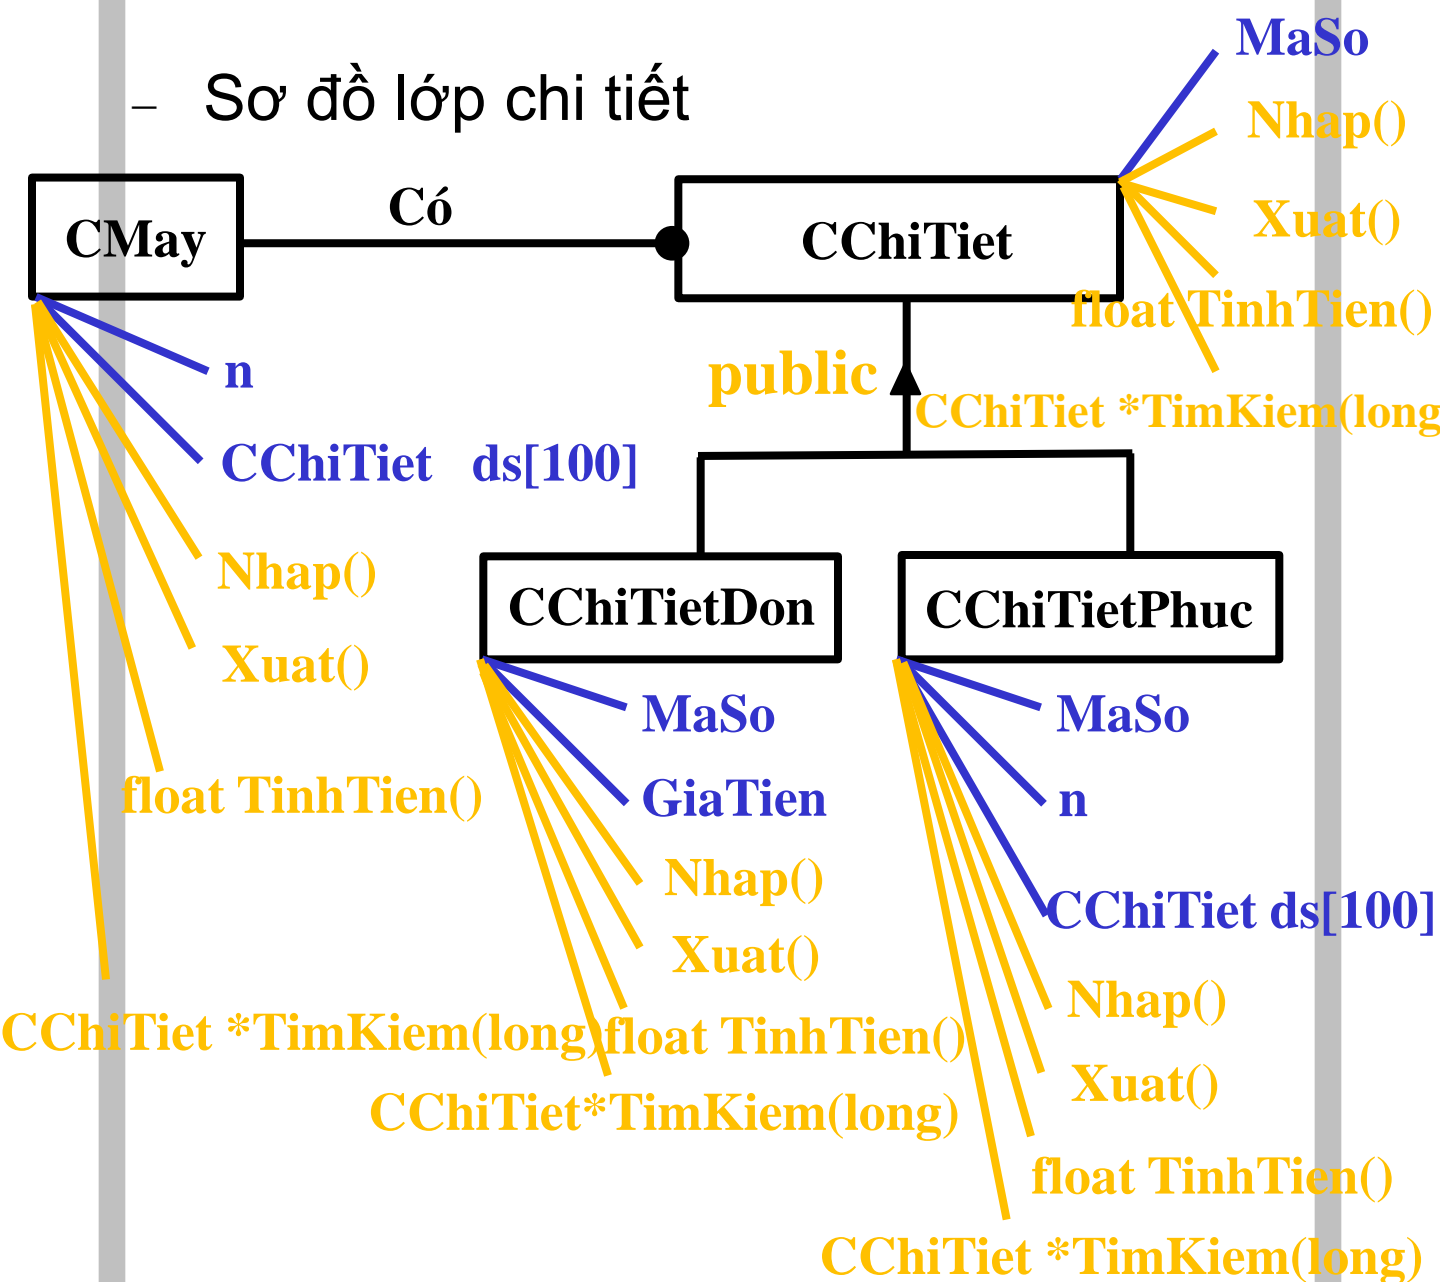 – Sơ đồ lớp chi tiết
MaSo
Nhap()
Xuat()
float TinhTien()
CChiTiet *TimKiem(long
CMay
Có
CChiTiet
public
n
CChiTiet ds[100]
Nhap()
Xuat()
float TinhTien()
CChiTiet *TimKiem(long)
CChiTietDon
MaSo
GiaTien
Nhap()
Xuat()
float TinhTien()
CChiTiet*TimKiem(long)
CChiTietPhuc
MaSo
n
CChiTiet ds[100]
Nhap()
Xuat()
float TinhTien()
CChiTiet *TimKiem(long)